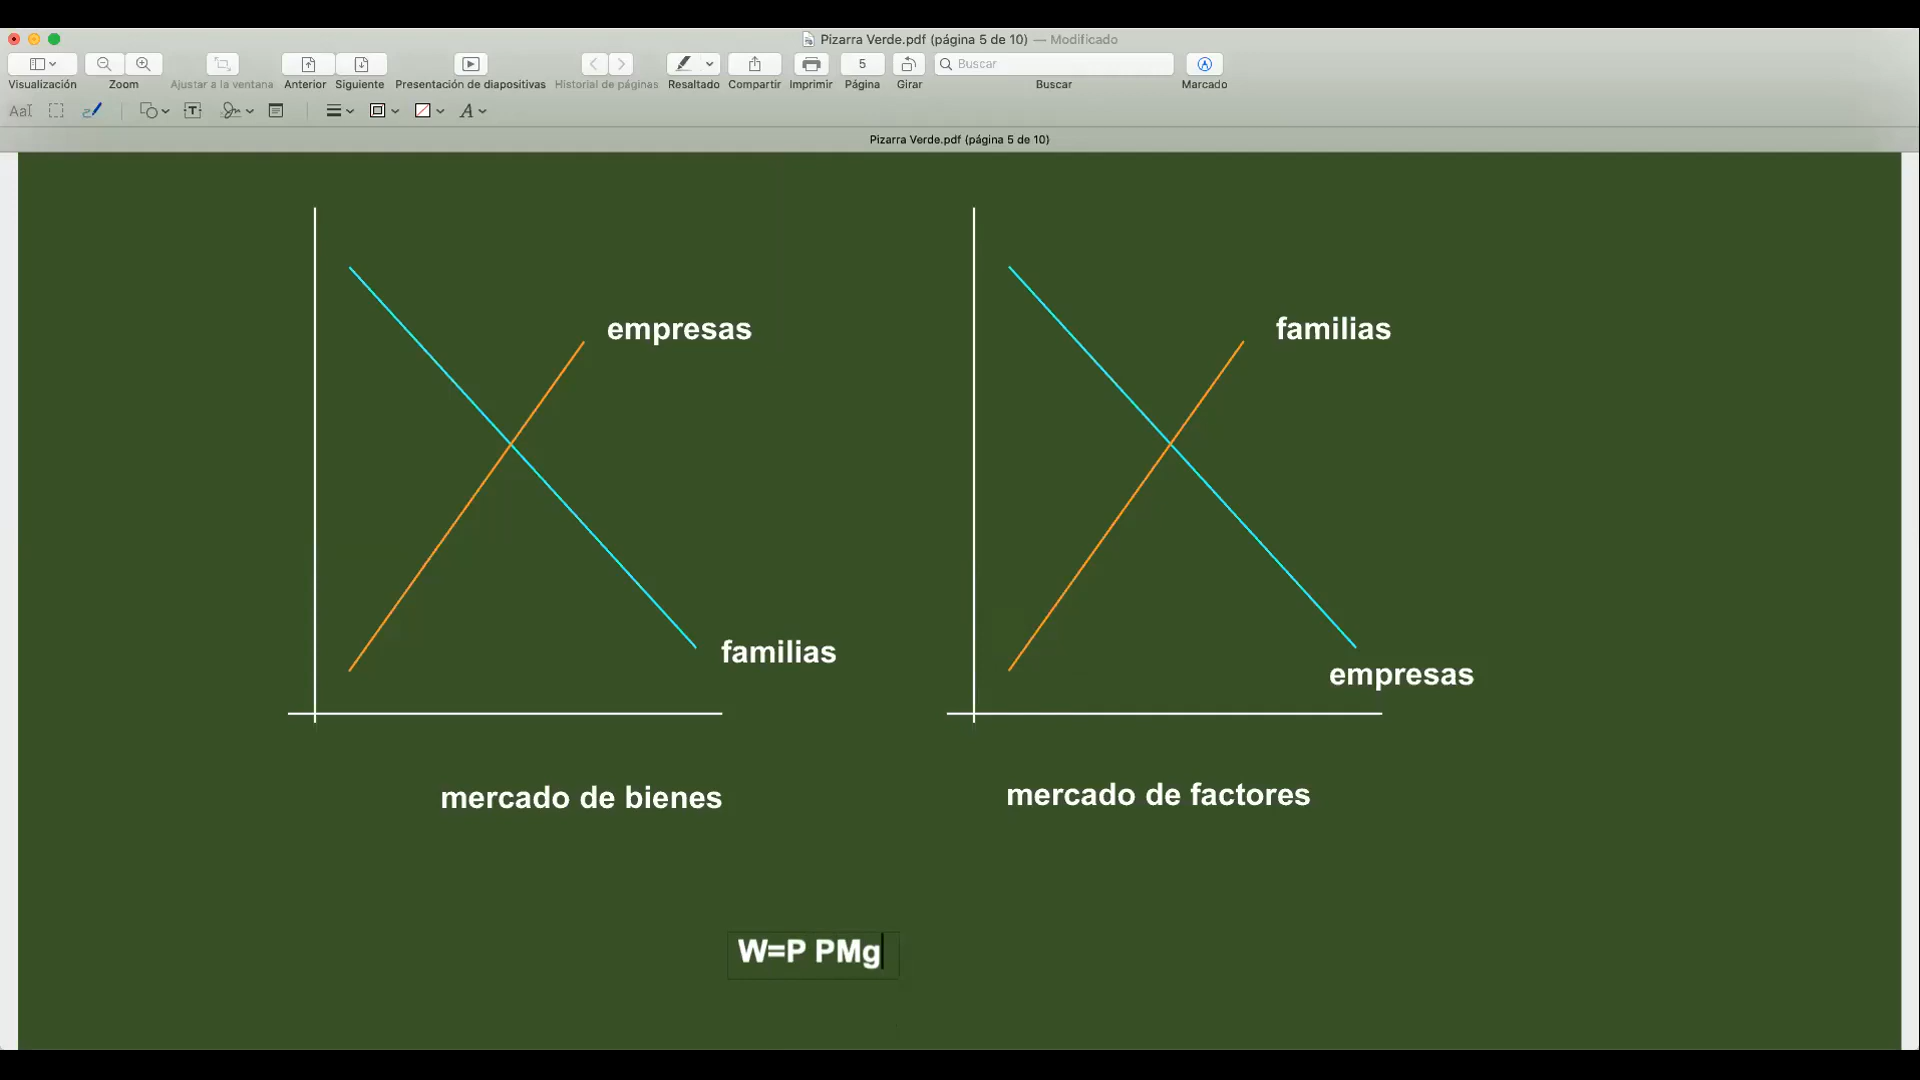 Pizarra Verde.pdf (página 5 de 10) — Modificado
5
Buscar
Visualización
Zoom
Ajustar a la ventana
Anterior
Siguiente
Presentación de diapositivas
Historial de páginas
Resaltado
Compartir
Imprimir
Página
Girar
Buscar
Marcado
Pizarra Verde.pdf (página 5 de 10)
empresas
familias
familias
empresas
mercado de bienes
mercado de factores
W=P PMg